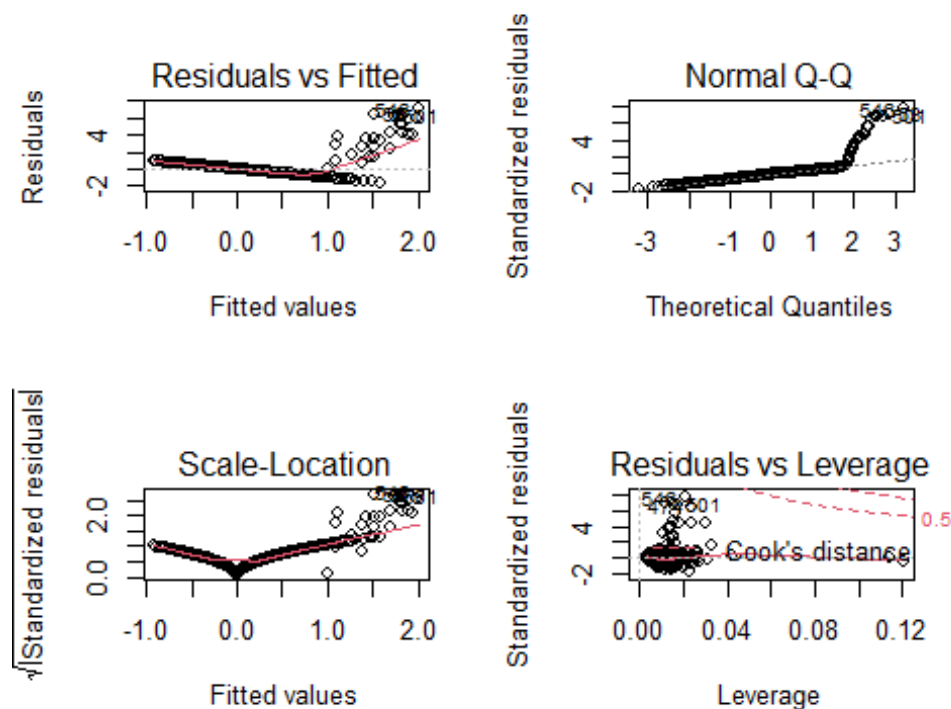 Residuals vs Fitted
Residuals
4
-2
-1.0 0.0 1.0 2.0
Fitted values
Normal Q-Q
Standardized residuals
4
-2
-3 -1 0 1 2 3
Theoretical Quantiles
Scale-Location
√|Standardized residuals|
2.0
0.0
-1.0 0.0 1.0 2.0
Fitted values
Residuals vs Leverage
Standardized residuals
4
-2
0.5
Cook's distance
0.00 0.04 0.08 0.12
Leverage